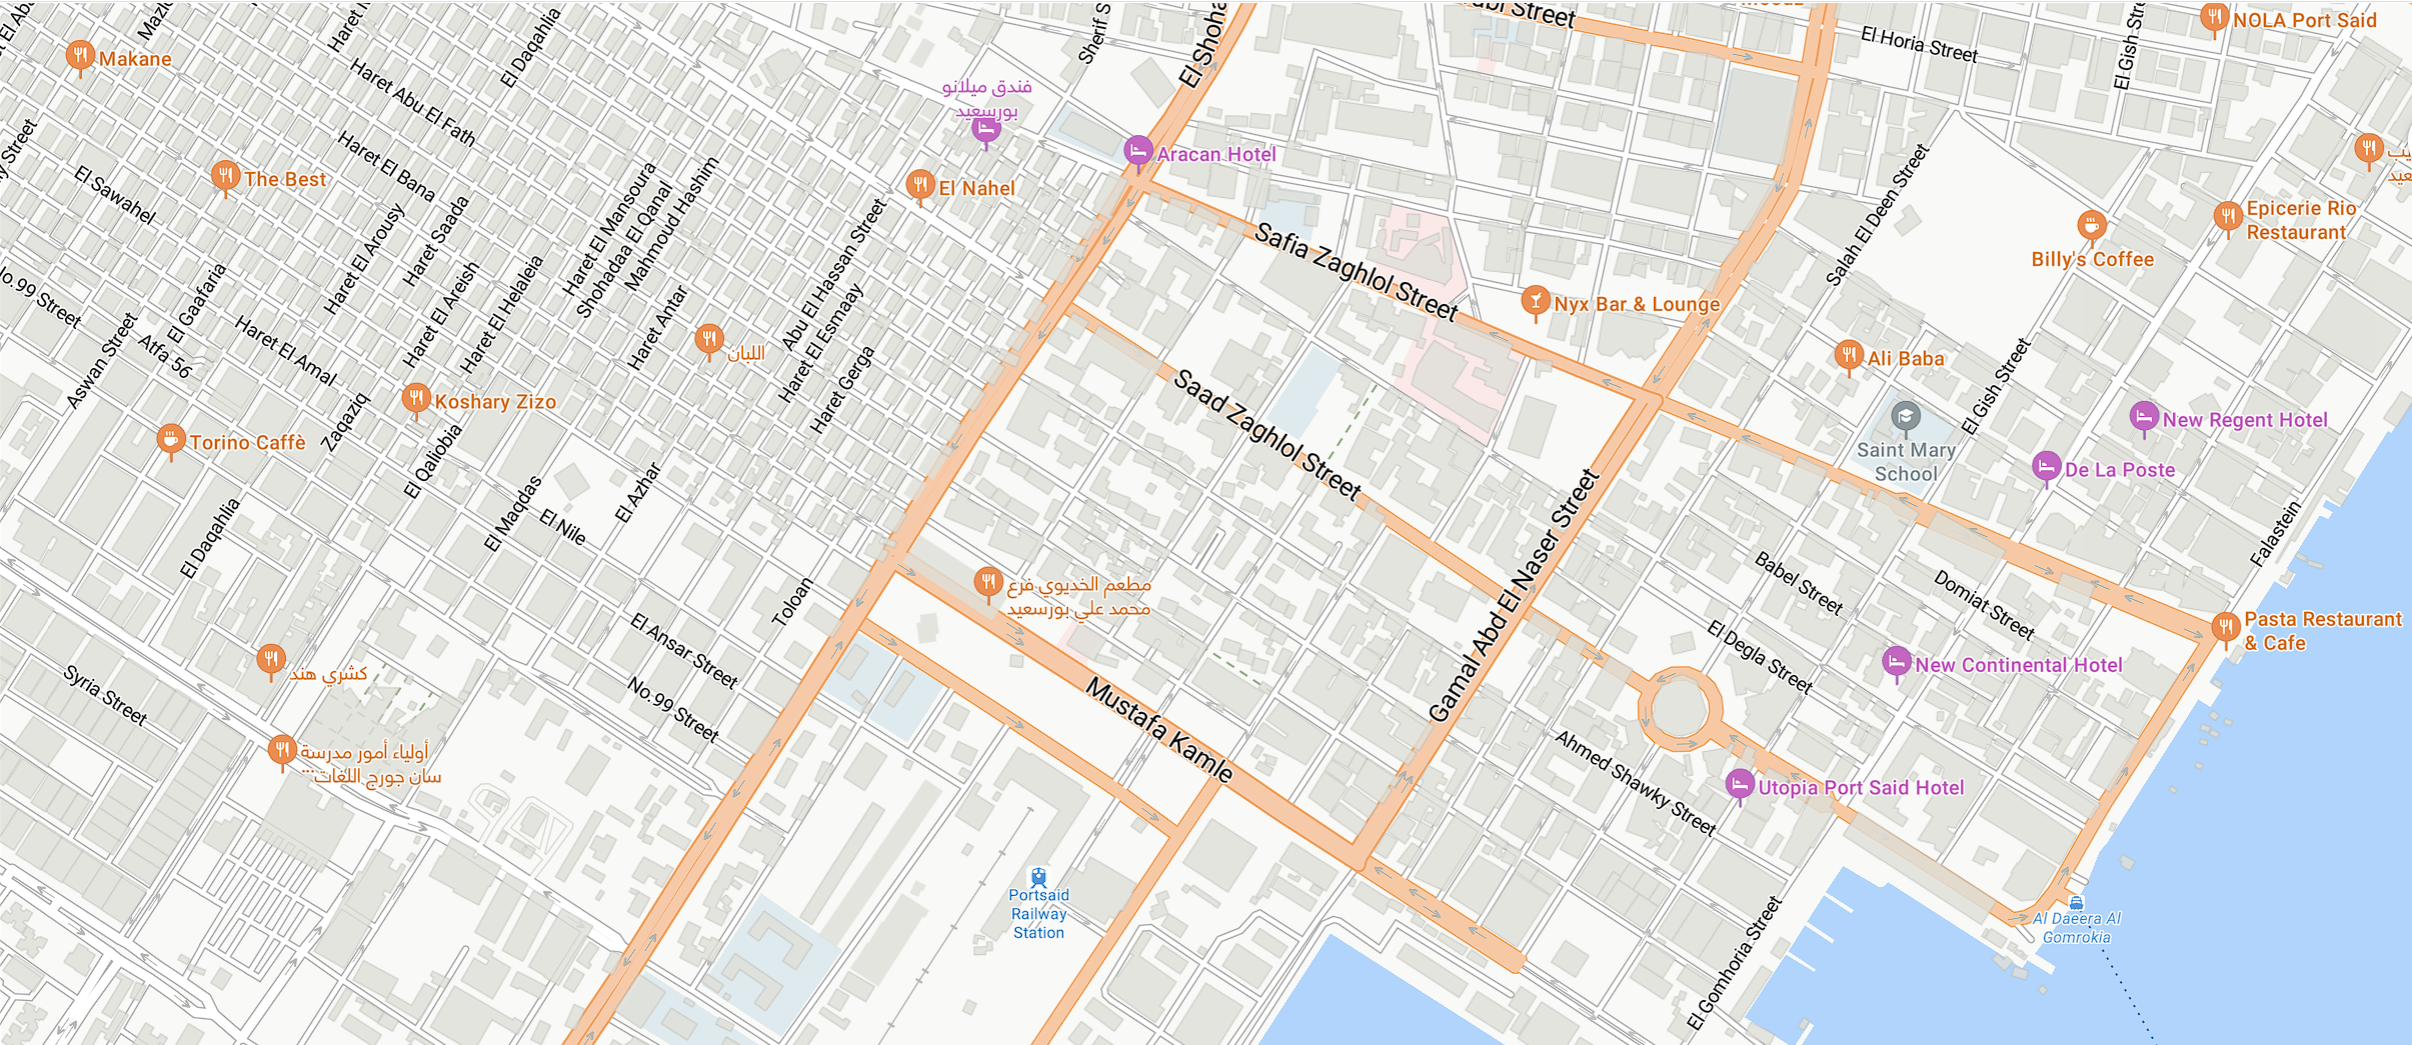 Makane
The Best
Haret Abu El Fath
Haret El Bana
El Sawahel
El Daqahlia
Haret El Arousy
Haret Saada
Haret El Areish
Haret El Helaleia
Haret El Mansoura
Shohadaa El Qanal
Mahmoud Hashim
Haret Antar
Abu El Hassan Street
Haret El Esmaay
Haret Gerga
El Gaafaria
Aswan Street
Atfa 56
Haret El Amal
Zaqaziq
Koshary Zizo
Torino Caffè
El Qaliobia
El Maqdas
El Nile
El Azhar
El Daqahlia
Toloan
El Ansar Street
No.99 Street
No.99 Street
Syria Street
اللبان
كشري هند
أولياء أمور مدرسة
سان جورج اللغات...
فندق ميلانو
بورسعيد
El Nahel
Aracan Hotel
Safia Zaghlol Street
Saad Zaghlol Street
Nyx Bar & Lounge
مطعم الخديوي فرع
محمد علي بورسعيد
Mustafa Kamle
Gamal Abd El Naser Street
Portsaid
Railway
Station
El Horia Street
El Gish Street
NOLA Port Said
Salah El Deen Street
Billy's Coffee
Epicerie Rio
Restaurant
Ali Baba
Saint Mary
School
El Gish Street
New Regent Hotel
De La Poste
Falastein
Babel Street
Domiat Street
El Degla Street
New Continental Hotel
Pasta Restaurant
& Cafe
Ahmed Shawky Street
Utopia Port Said Hotel
El Gomhoria Street
Al Daeera Al
Gomrokia